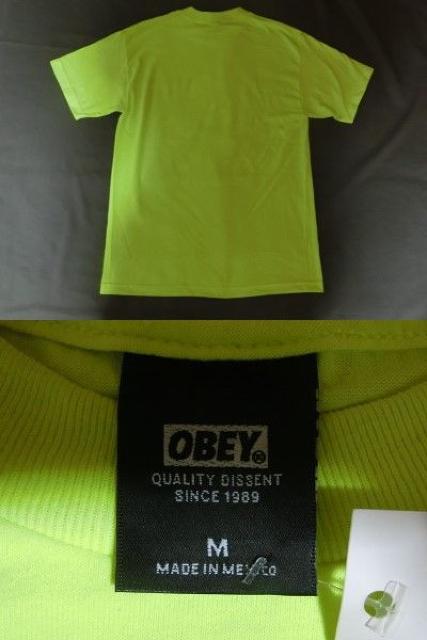 OBEY®
QUALITY DISSENT
SINCE 1989
M
MADE IN MEXICO